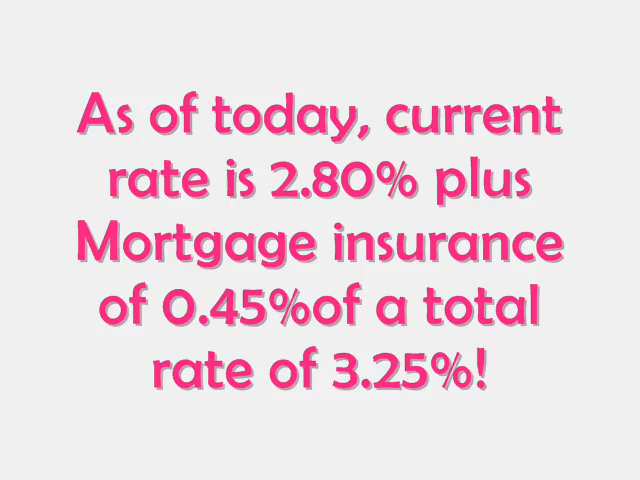 As of today, current
rate is 2.80% plus
Mortgage insurance
of 0.45%of a total
rate of 3.25%!